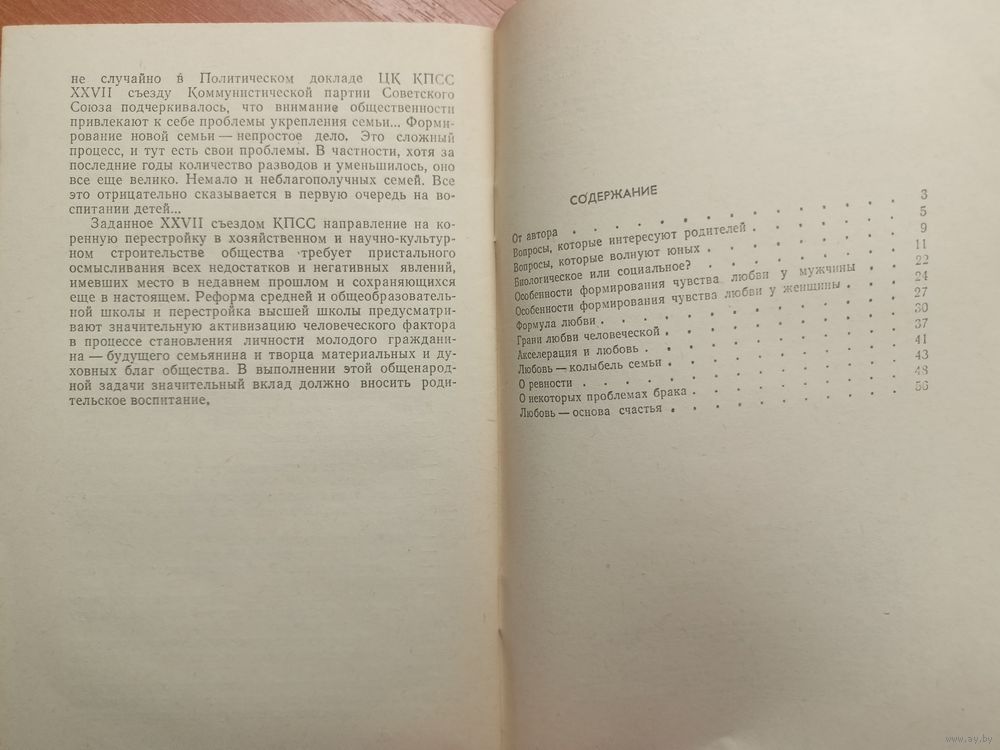 не случайно в Политическом докладе ЦК КПСС
XXVII съезду Коммунистической партии Советского
Союза подчеркивалось, что внимание общественности
привлекают к себе проблемы укрепления семьи... Форми-
рование новой семьи — непростое дело. Это сложный
процесс, и тут есть свои проблемы. В частности, хотя за
последние годы количество разводов и уменьшилось, оно
все еще велико. Немало и неблагополучных семей. Все
это отрицательно сказывается в первую очередь на вос-
питании детей...
Заданное XXVII съездом КПСС направление на ко-
ренную перестройку в хозяйственном и научно-культур-
ном строительстве общества требует пристального
осмысливания всех недостатков и негативных явлений,
имевших место в недавнем прошлом и сохраняющихся
еще в настоящем. Реформа средней и общеобразователь-
ной школы и перестройка высшей школы предусматри-
вают значительную активизацию человеческого фактора
в процессе становления личности молодого граждани-
на — будущего семьянина и творца материальных и ду-
ховных благ общества. В выполнении этой общенарод-
ной задачи значительный вклад должно вносить роди-
тельское воспитание.
СОДЕРЖАНИЕ
От автора . . . . . . . . . . 3
Вопросы, которые интересуют родителей . . . . . . 5
Вопросы, которые волнуют юных . . . . . . . 9
Биологическое или социальное? . . . . . . . 11
Особенности формирования чувства любви у мужчины . . 22
Особенности формирования чувства любви у женщины . . 24
Формула любви . . . . . . . . . . 27
Грани любви человеческой . . . . . . . . 30
Акселерация и любовь . . . . . . . . . 37
Любовь — колыбель семьи . . . . . . . . 41
О ревности . . . . . . . . . . 43
О некоторых проблемах брака . . . . . . . 48
Любовь — основа счастья . . . . . . . . 56
www.ay.by